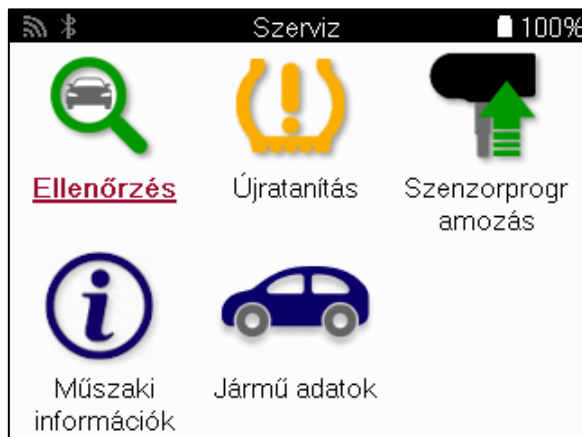 Szerviz 100%
Ellenőrzés Újratanítás Szenzorprogr
amozás
Műszaki Jármű adatok
információk